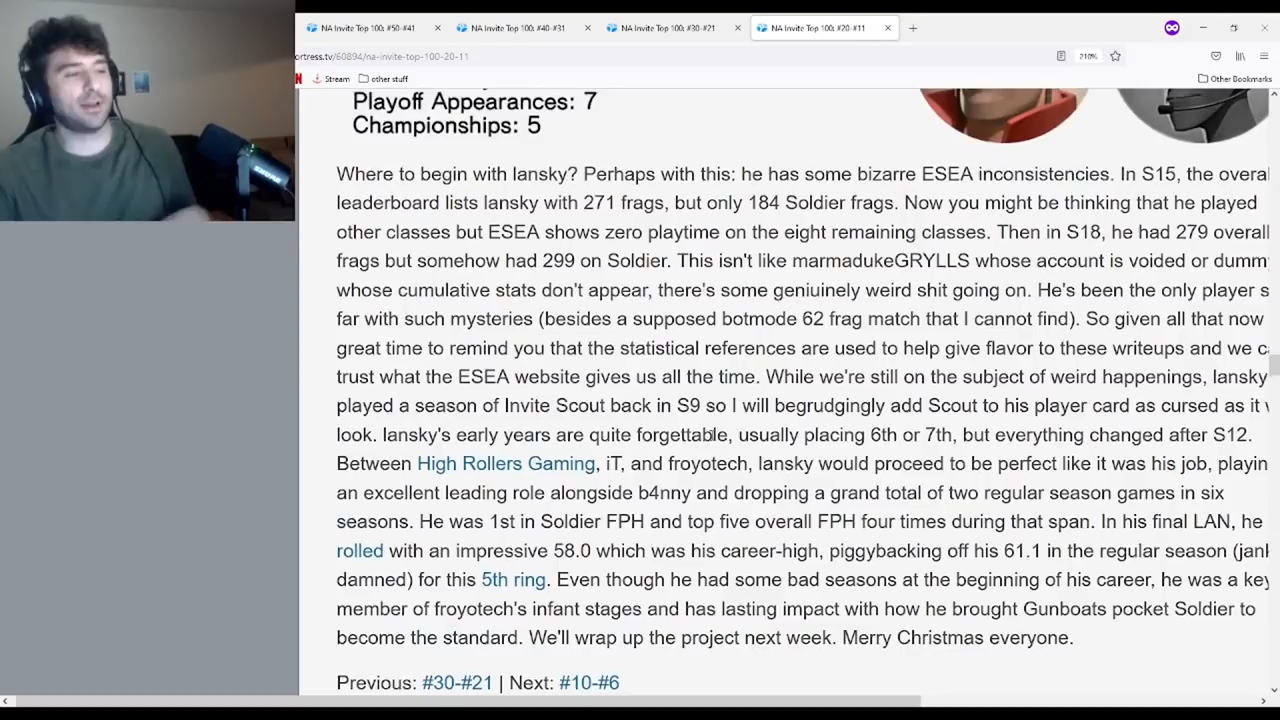 NA Invite Top 100: #50-#41
NA Invite Top 100: #40-#31
NA Invite Top 100: #30-#21
NA Invite Top 100: #20-#11
ortress.tv/60894/na-invite-top-100-20-11
210%
Stream
other stuff
Other Bookmarks
Playoff Appearances: 7
Championships: 5
Where to begin with lansky? Perhaps with this: he has some bizarre ESEA inconsistencies. In S15, the overal
leaderboard lists lansky with 271 frags, but only 184 Soldier frags. Now you might be thinking that he played
other classes but ESEA shows zero playtime on the eight remaining classes. Then in S18, he had 279 overall
frags but somehow had 299 on Soldier. This isn't like marmadukeGRYLLS whose account is voided or dummy
whose cumulative stats don't appear, there's some geniuinely weird shit going on. He's been the only player s
far with such mysteries (besides a supposed botmode 62 frag match that I cannot find). So given all that now
great time to remind you that the statistical references are used to help give flavor to these writeups and we c
trust what the ESEA website gives us all the time. While we're still on the subject of weird happenings, lansky
played a season of Invite Scout back in S9 so I will begrudgingly add Scout to his player card as cursed as it
look. lansky's early years are quite forgettable, usually placing 6th or 7th, but everything changed after S12.
Between High Rollers Gaming, iT, and froyotech, lansky would proceed to be perfect like it was his job, playin
an excellent leading role alongside b4nny and dropping a grand total of two regular season games in six
seasons. He was 1st in Soldier FPH and top five overall FPH four times during that span. In his final LAN, he
rolled with an impressive 58.0 which was his career-high, piggybacking off his 61.1 in the regular season (jank
damned) for this 5th ring. Even though he had some bad seasons at the beginning of his career, he was a key
member of froyotech's infant stages and has lasting impact with how he brought Gunboats pocket Soldier to
become the standard. We'll wrap up the project next week. Merry Christmas everyone.
Previous: #30-#21 | Next: #10-#6